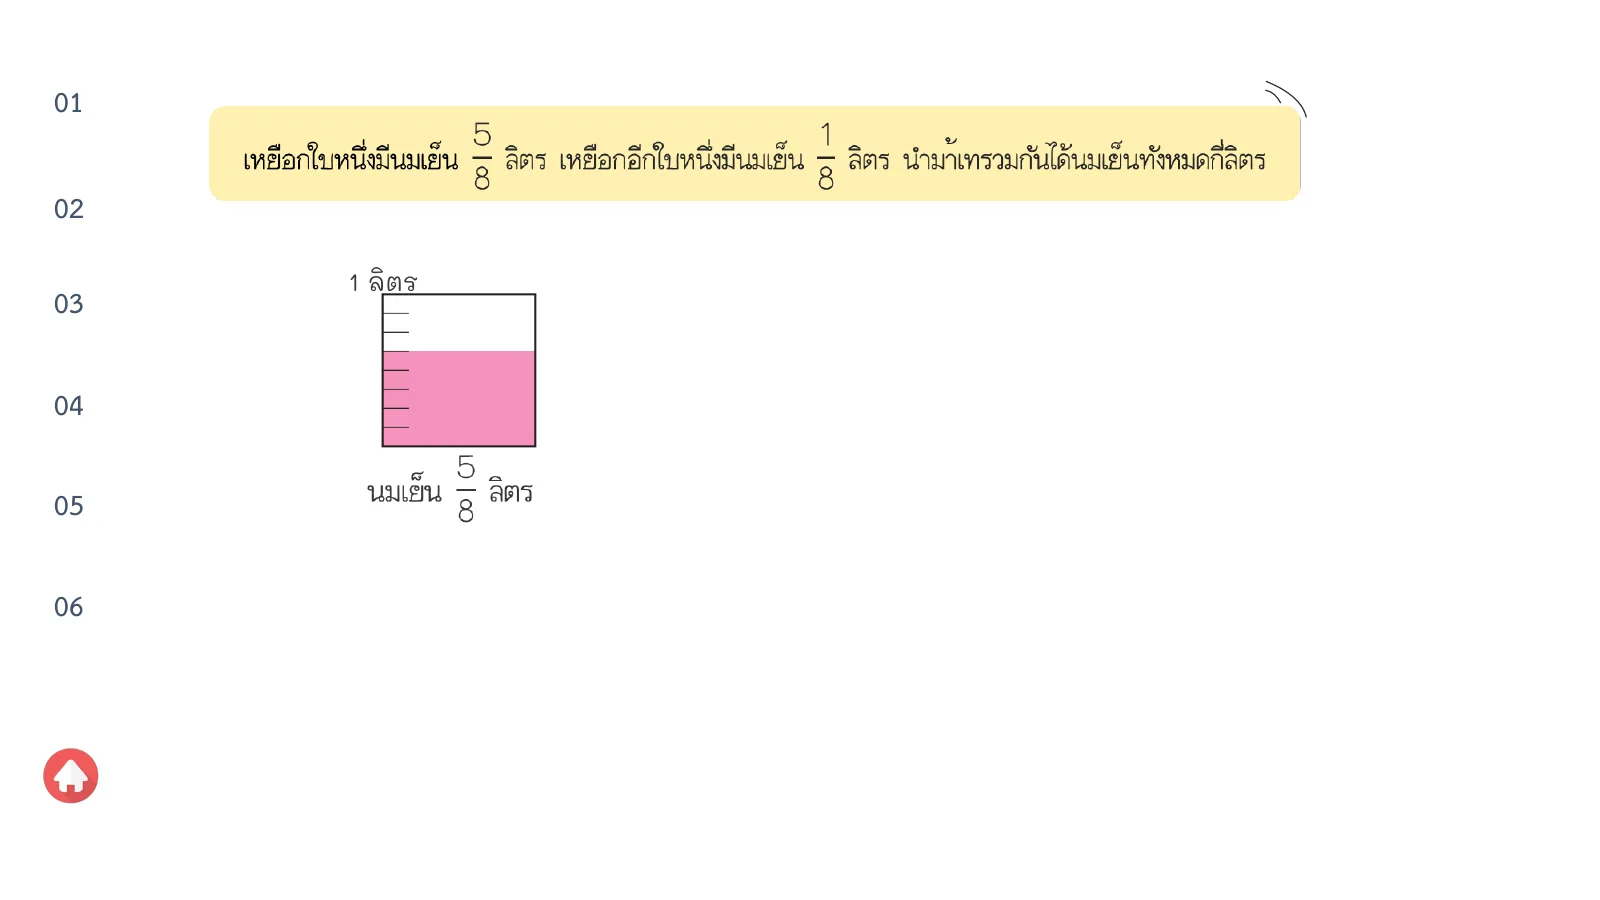 01
เหยือกใบหนึ่งมีนมเย็น 5/8 ลิตร เหยือกอีกใบหนึ่งมีนมเย็น 1/8 ลิตร นำมาเทรวมกันได้นมเย็นทั้งหมดกี่ลิตร
02
1 ลิตร
03
04
นมเย็น 5/8 ลิตร
05
06